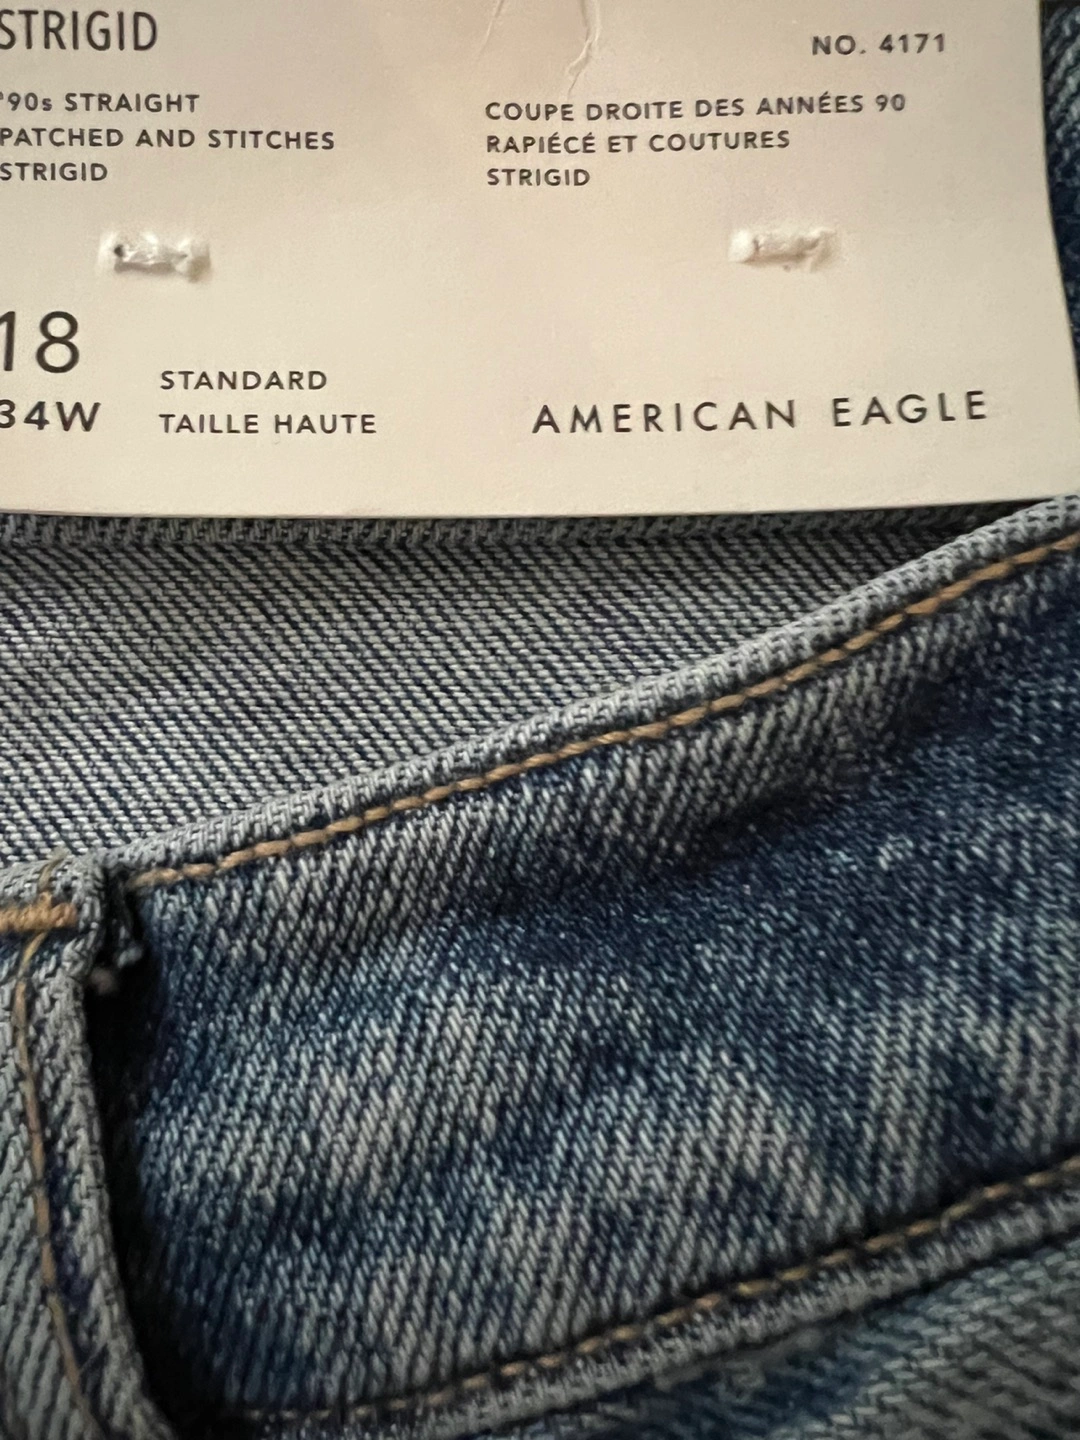 STRIGID
NO. 4171
'90s STRAIGHT
PATCHED AND STITCHES
STRIGID
COUPE DROITE DES ANNÉES 90
RAPIÉCÉ ET COUTURES
STRIGID
18
34W
STANDARD
TAILLE HAUTE
AMERICAN EAGLE